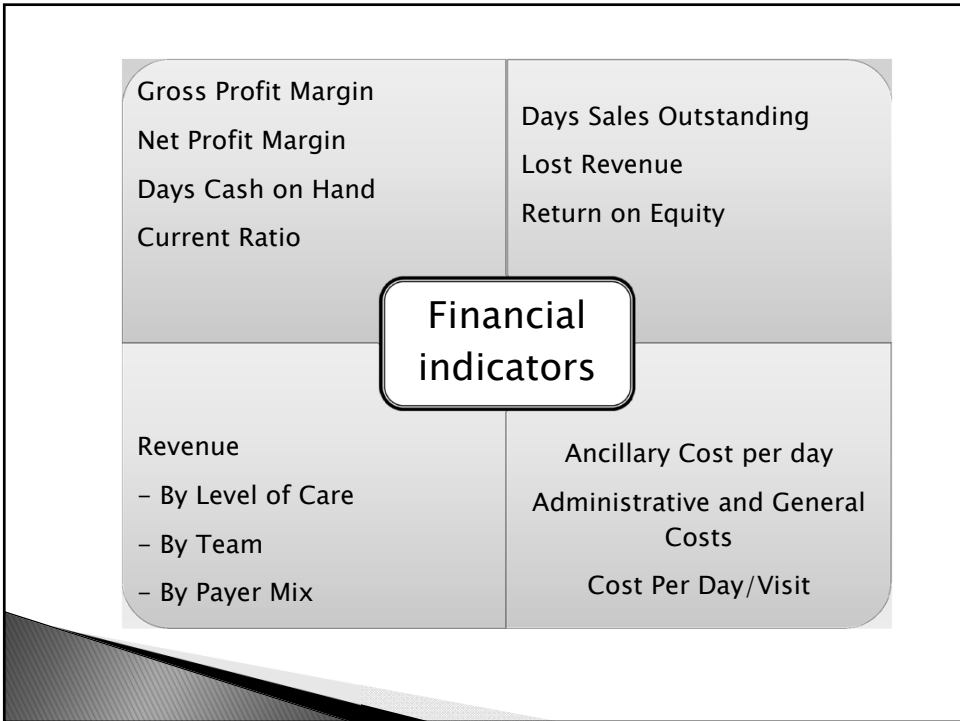 Gross Profit Margin
Net Profit Margin
Days Cash on Hand
Current Ratio
Days Sales Outstanding
Lost Revenue
Return on Equity
Financial
indicators
Revenue
– By Level of Care
– By Team
– By Payer Mix
Ancillary Cost per day
Administrative and General
Costs
Cost Per Day/Visit